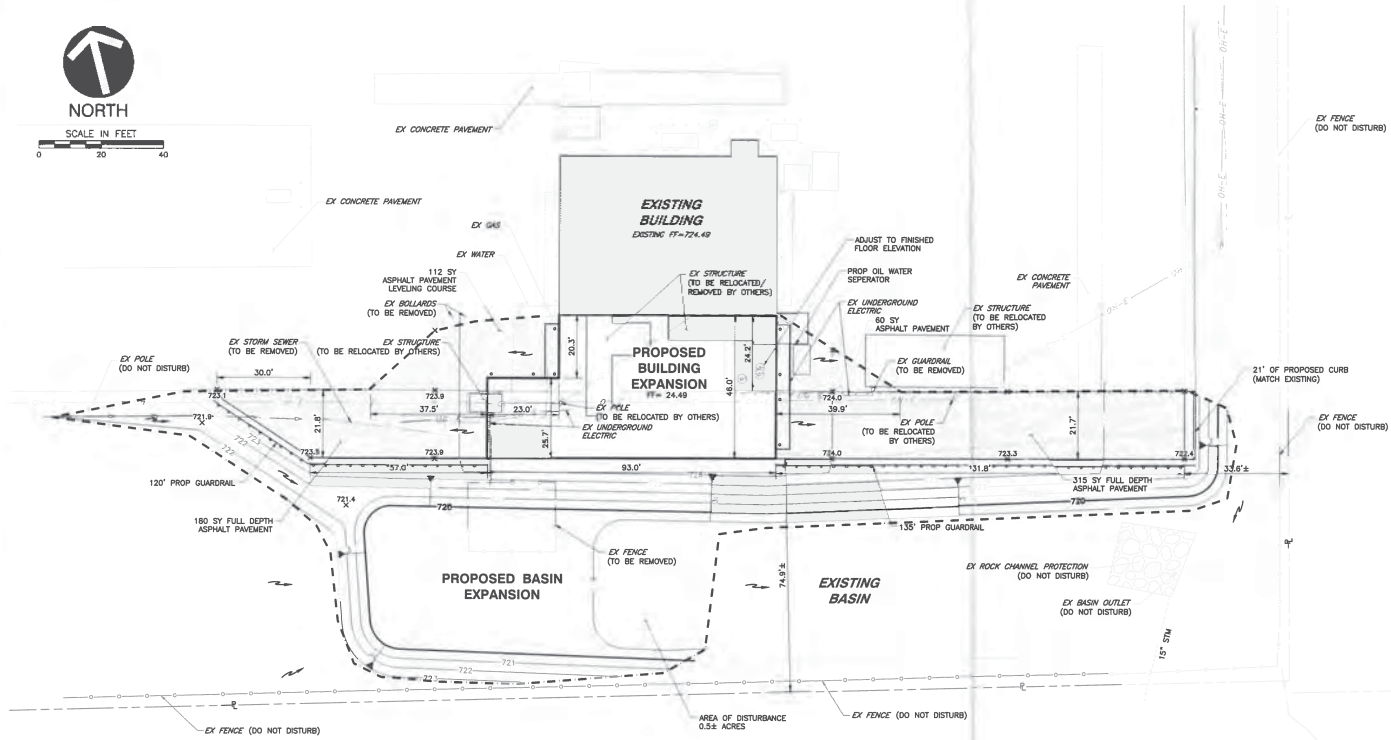 NORTH
SCALE IN FEET
0 20 40
EX CONCRETE PAVEMENT
EX FENCE
(DO NOT DISTURB)
OH-E
OH-E
OH-E
EX CONCRETE PAVEMENT
EXISTING
BUILDING
EXISTING FF=724.49
EX GAS
EX WATER
112 SY
ASPHALT PAVEMENT
LEVELING COURSE
EX BOLLARDS
(TO BE REMOVED)
EX STRUCTURE
(TO BE RELOCATED/
REMOVED BY OTHERS)
ADJUST TO FINISHED
FLOOR ELEVATION
PROP OIL WATER
SEPERATOR
EX UNDERGROUND
ELECTRIC
60 SY
ASPHALT PAVEMENT
EX CONCRETE
PAVEMENT
OH-E
EX STRUCTURE
(TO BE RELOCATED
BY OTHERS)
EX STORM SEWER
(TO BE REMOVED)
EX STRUCTURE
(TO BE RELOCATED BY OTHERS)
EX POLE
(DO NOT DISTURB)
20.3'
24.2'
46.0'
PROPOSED
BUILDING
EXPANSION
FF= 24.49
EX GUARDRAIL
(TO BE REMOVED)
21' OF PROPOSED CURB
(MATCH EXISTING)
30.0'
723.1
723.9
724.0
721.9
37.5'
23.0'
39.9'
EX POLE
(TO BE RELOCATED BY OTHERS)
EX UNDERGROUND
ELECTRIC
EX POLE
(TO BE RELOCATED
BY OTHERS)
EX FENCE
(DO NOT DISTURB)
21.8'
25.7'
21.7'
722
722
723
723.5
723.9
724.0
723.3
722.4
57.0'
93.0'
131.8'
33.6'±
120' PROP GUARDRAIL
315 SY FULL DEPTH
ASPHALT PAVEMENT
721.4
720
720
180 SY FULL DEPTH
ASPHALT PAVEMENT
135' PROP GUARDRAIL
EX FENCE
(TO BE REMOVED)
74.9'±
PROPOSED BASIN
EXPANSION
EXISTING
BASIN
EX ROCK CHANNEL PROTECTION
(DO NOT DISTURB)
EX BASIN OUTLET
(DO NOT DISTURB)
15" STM
721
722
723
EX FENCE (DO NOT DISTURB)
AREA OF DISTURBANCE
0.5± ACRES
EX FENCE (DO NOT DISTURB)